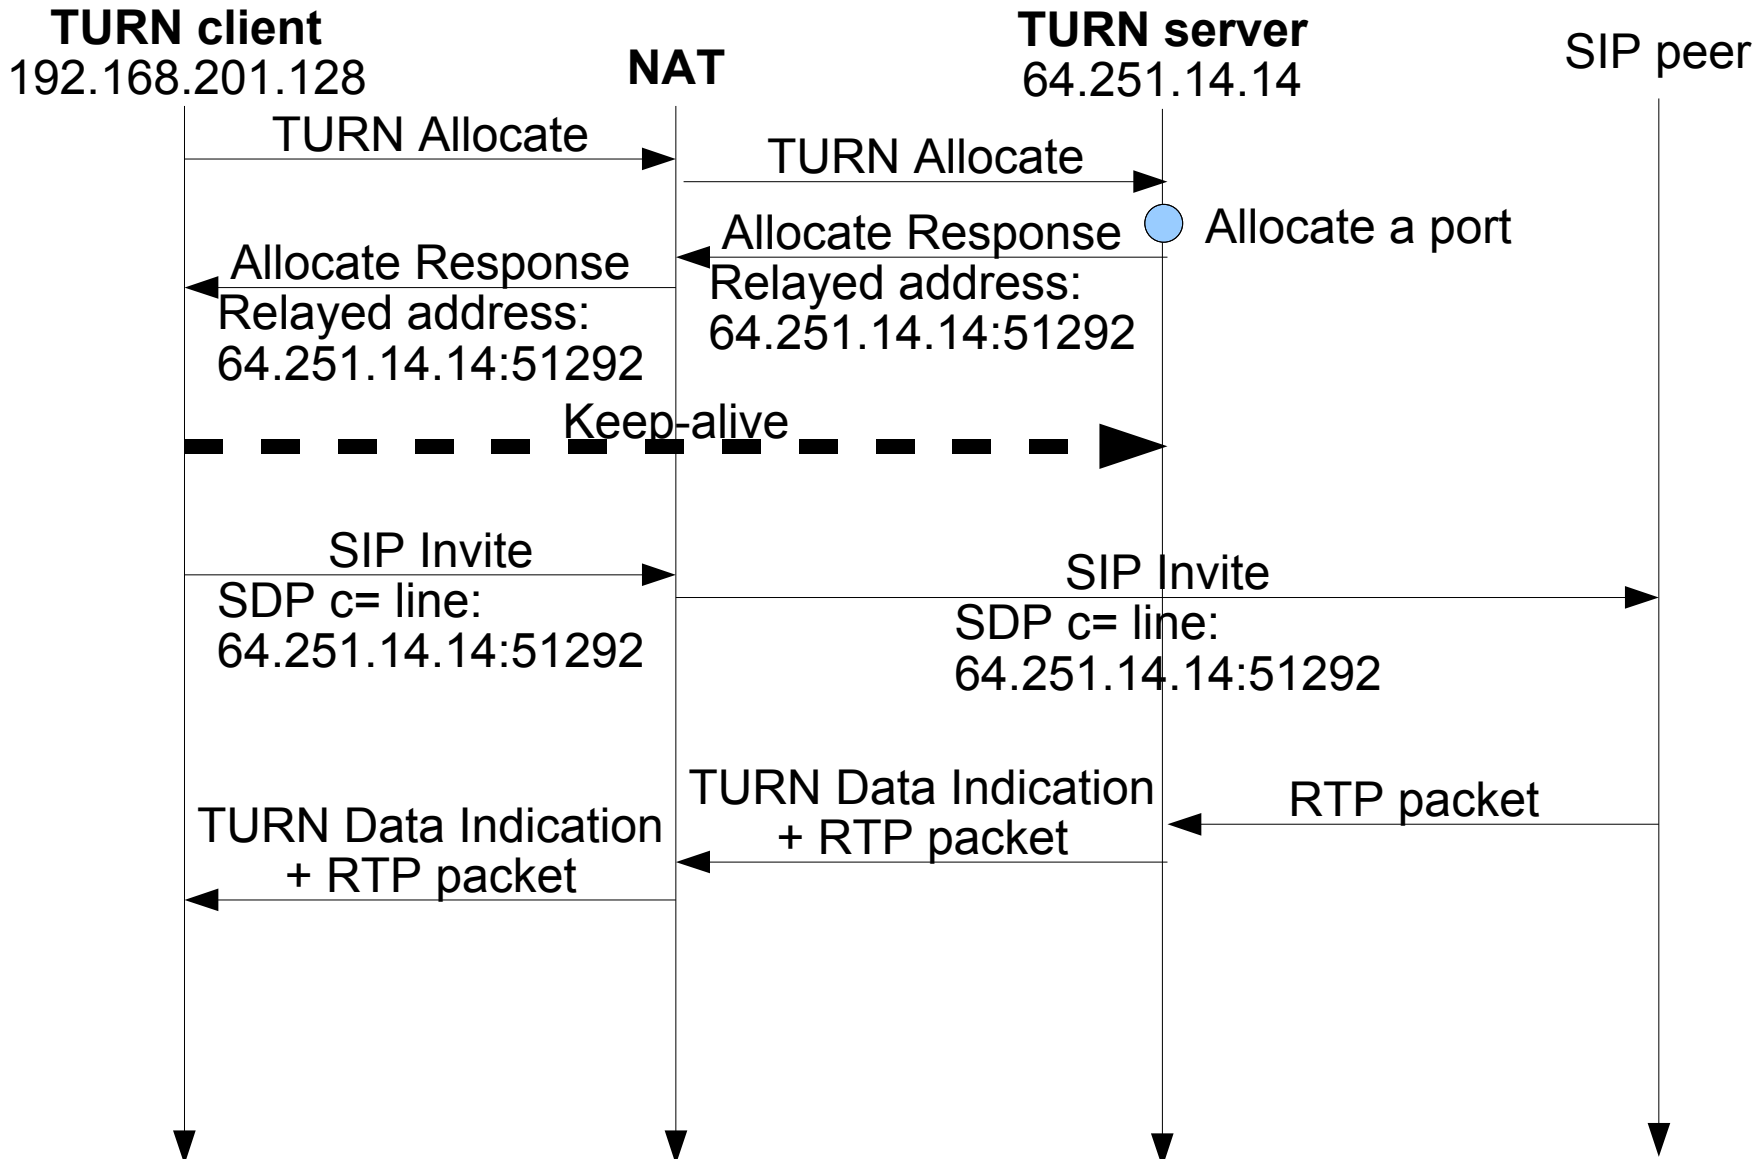 TURN client
192.168.201.128
NAT
TURN server
64.251.14.14
SIP peer
TURN Allocate
TURN Allocate
Allocate a port
Allocate Response
Relayed address:
64.251.14.14:51292
Allocate Response
Relayed address:
64.251.14.14:51292
Keep-alive
SIP Invite
SDP c= line:
64.251.14.14:51292
SIP Invite
SDP c= line:
64.251.14.14:51292
RTP packet
TURN Data Indication
+ RTP packet
TURN Data Indication
+ RTP packet